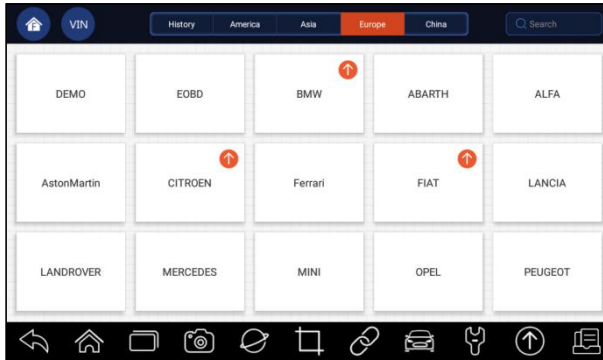 VIN History America Asia Europe China Search
DEMO EOBD BMW ABARTH ALFA
AstonMartin CITROEN Ferrari FIAT LANCIA
LANDROVER MERCEDES MINI OPEL PEUGEOT